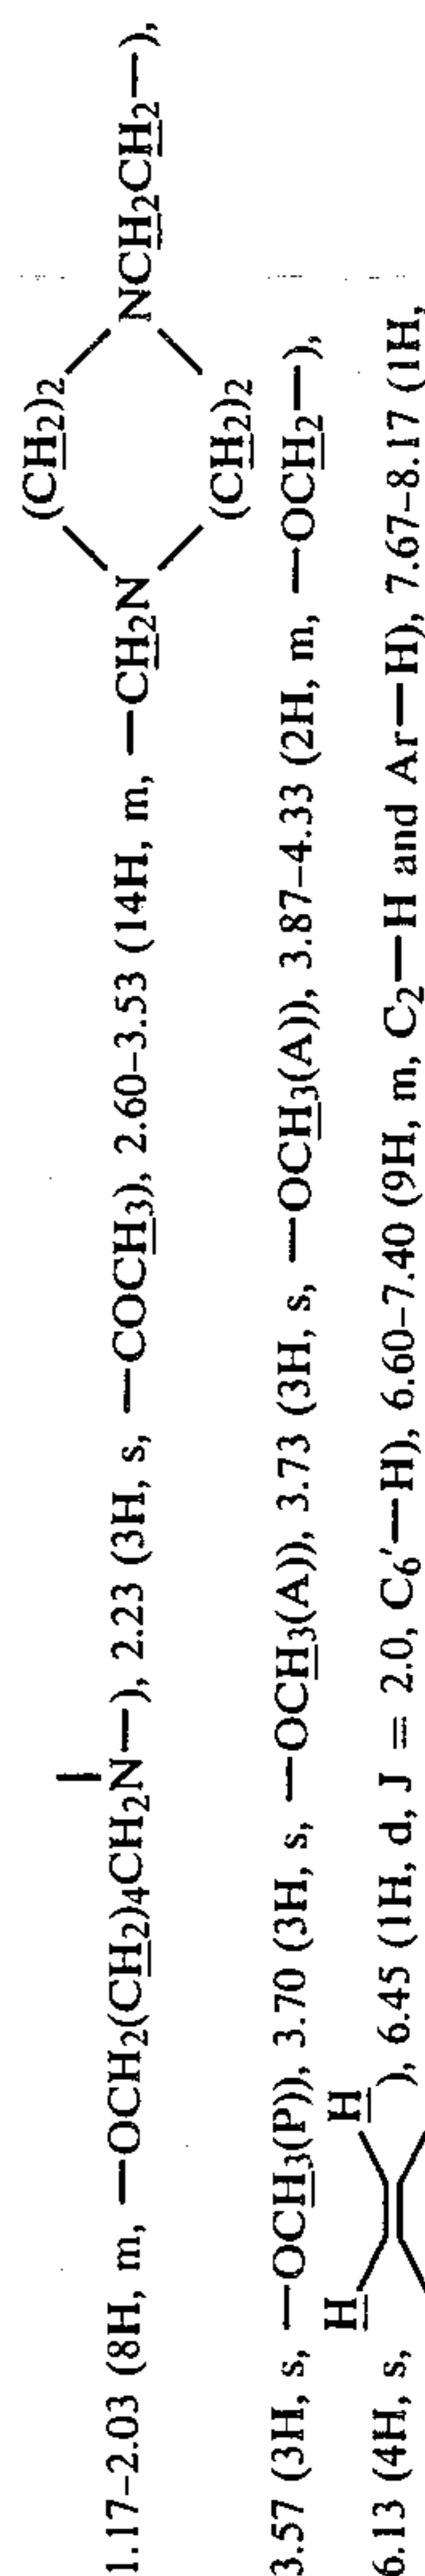 (CH2)2
1.17–2.03 (8H, m, —OCH2(CH2)4CH2N—), 2.23 (3H, s, —COCH3), 2.60–3.53 (14H, m, —CH2N NCH2CH2—),
(CH2)2
3.57 (3H, s, —OCH3(P)), 3.70 (3H, s, —OCH3(A)), 3.73 (3H, s, —OCH3(A)), 3.87–4.33 (2H, m, —OCH2—),
H H
6.13 (4H, s, ), 6.45 (1H, d, J = 2.0, C6'—H), 6.60–7.40 (9H, m, C2—H and Ar—H), 7.67–8.17 (1H,